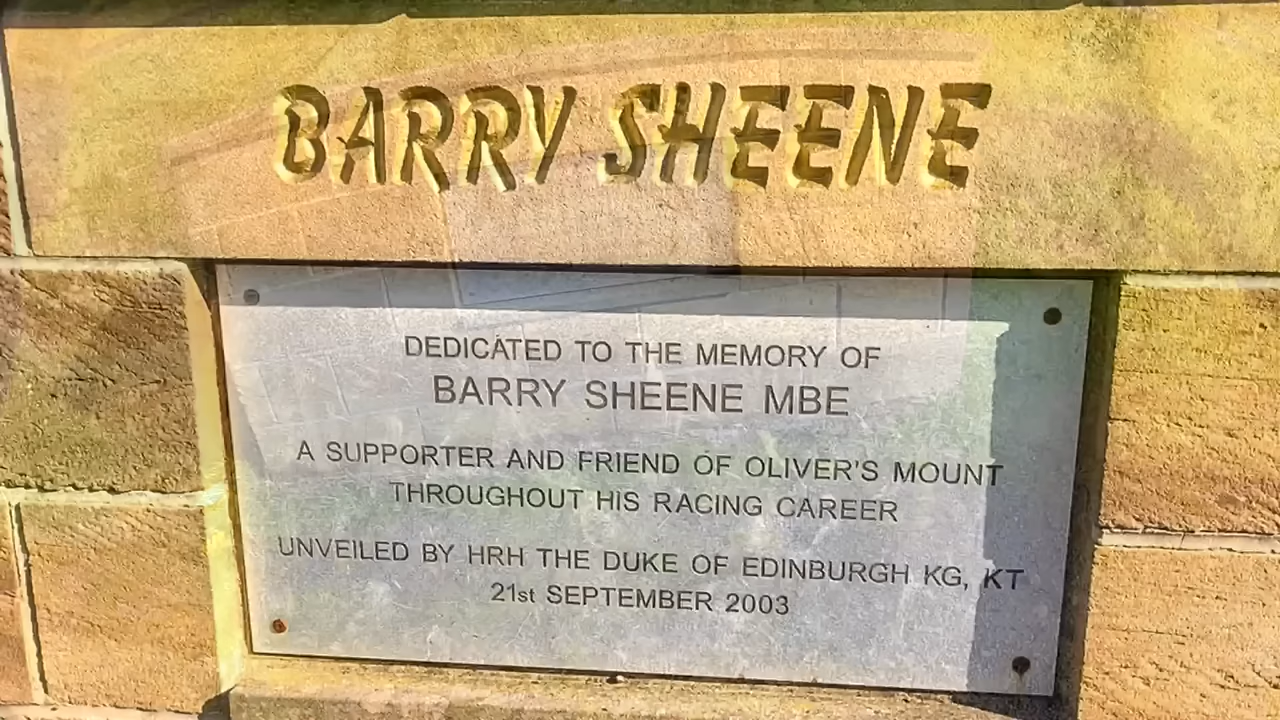 BARRY SHEENE
DEDICATED TO THE MEMORY OF
BARRY SHEENE MBE
A SUPPORTER AND FRIEND OF OLIVER'S MOUNT
THROUGHOUT HIS RACING CAREER
UNVEILED BY HRH THE DUKE OF EDINBURGH KG, KT
21st SEPTEMBER 2003